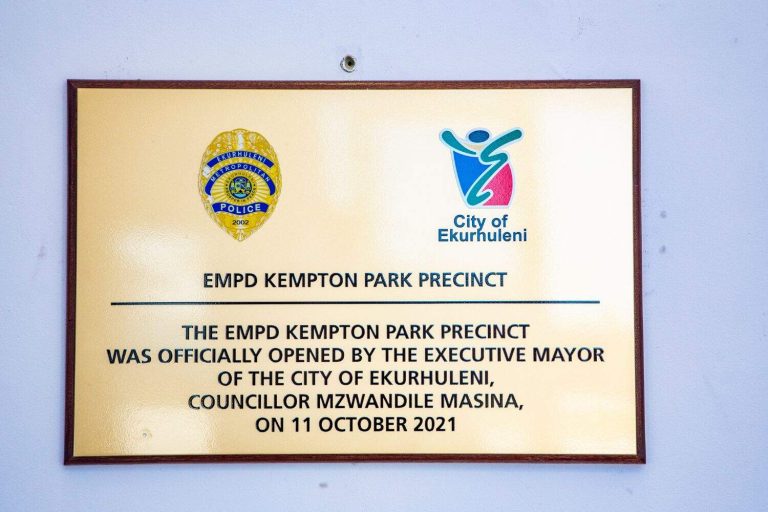 EKURHULENI
METROPOLITAN
POLICE
2002
City of
Ekurhuleni
EMPD KEMPTON PARK PRECINCT
THE EMPD KEMPTON PARK PRECINCT
WAS OFFICIALLY OPENED BY THE EXECUTIVE MAYOR
OF THE CITY OF EKURHULENI,
COUNCILLOR MZWANDILE MASINA,
ON 11 OCTOBER 2021